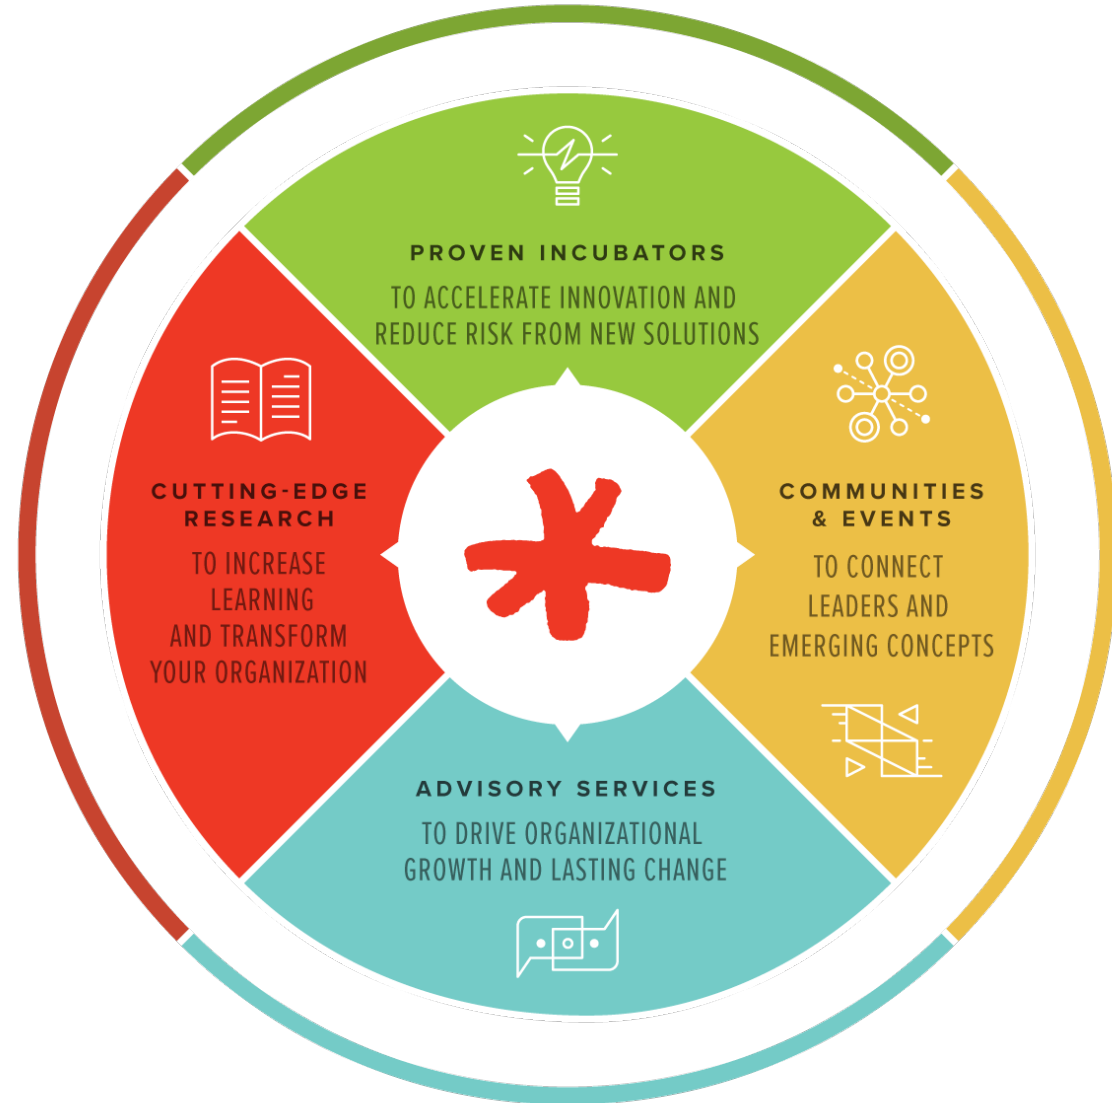 PROVEN INCUBATORS
TO ACCELERATE INNOVATION AND
REDUCE RISK FROM NEW SOLUTIONS
CUTTING-EDGE
RESEARCH
TO INCREASE
LEARNING
AND TRANSFORM
YOUR ORGANIZATION
COMMUNITIES
& EVENTS
TO CONNECT
LEADERS AND
EMERGING CONCEPTS
ADVISORY SERVICES
TO DRIVE ORGANIZATIONAL
GROWTH AND LASTING CHANGE